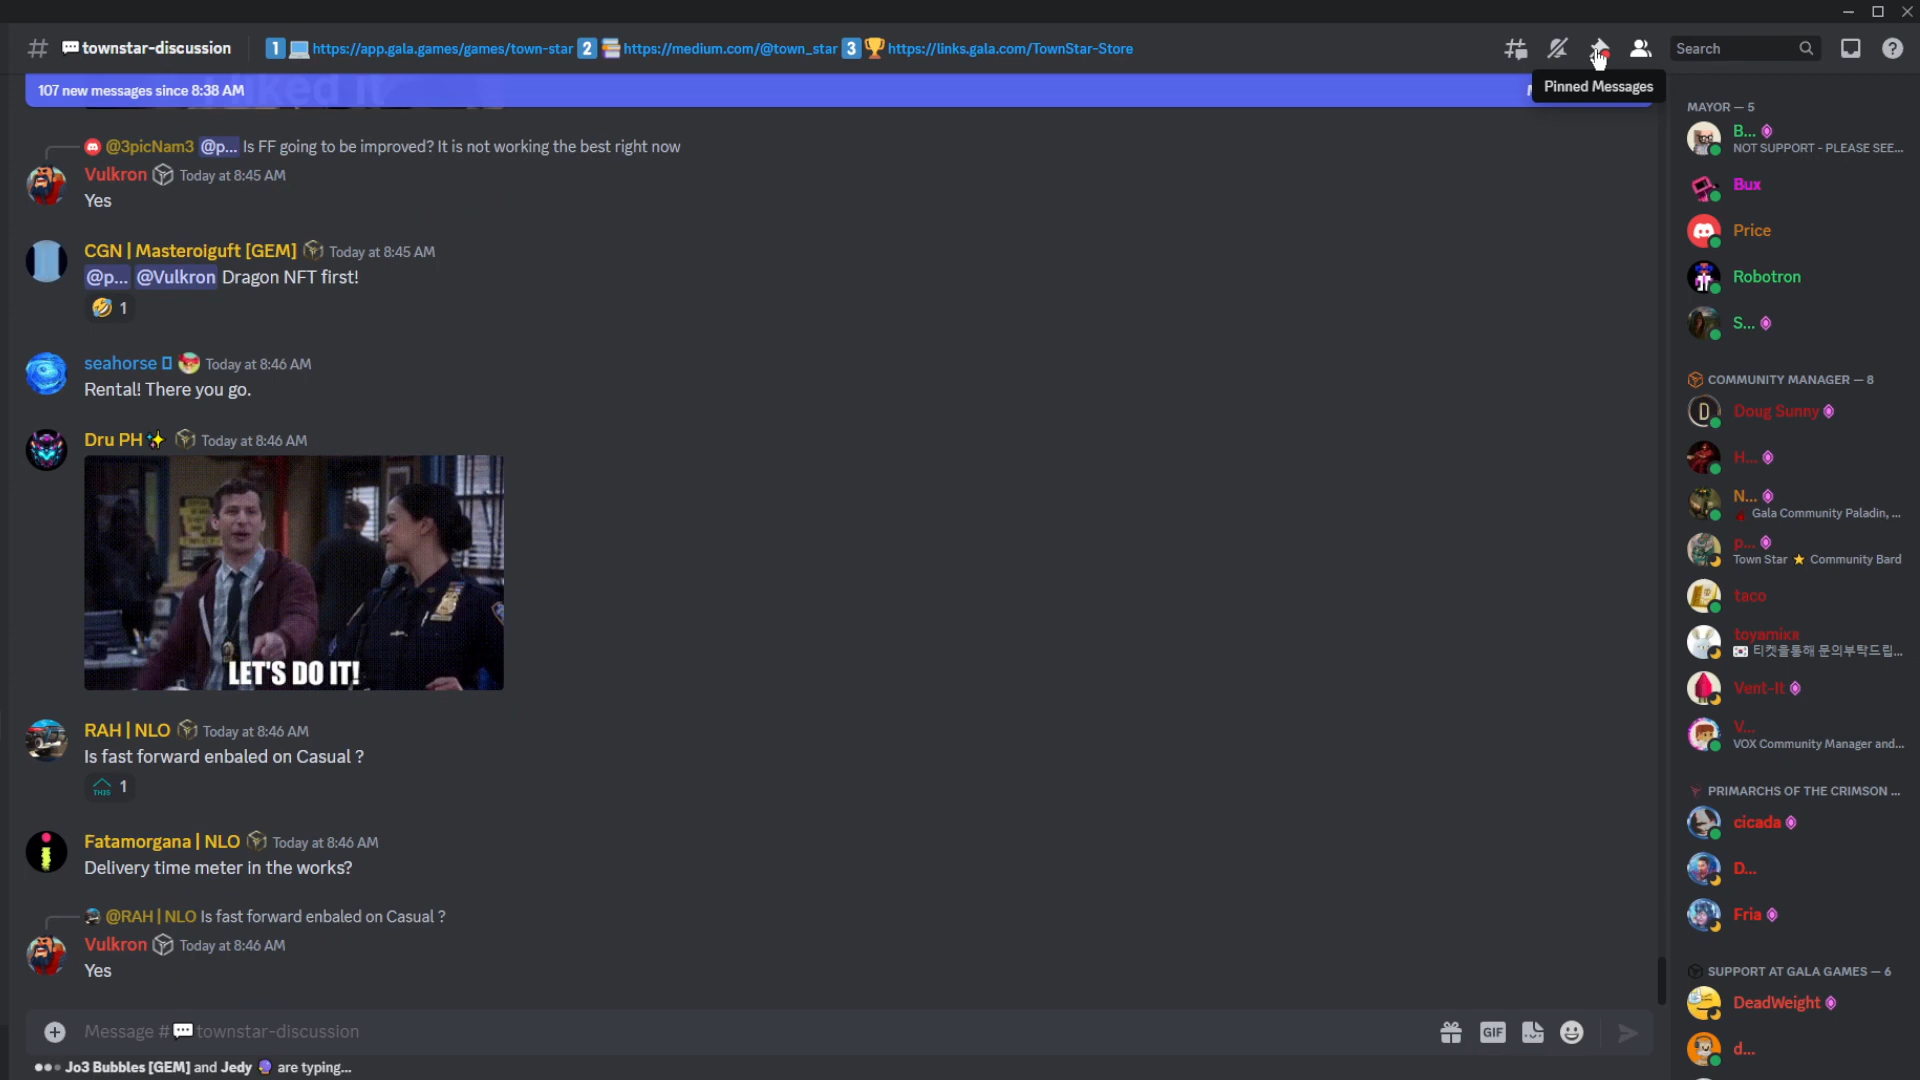 townstar-discussion 1 https://app.gala.games/games/town-star 2 https://medium.com/@town_star 3 https://links.gala.com/TownStar-Store
Search
Pinned Messages
107 new messages since 8:38 AM
@3picNam3 @p... Is FF going to be improved? It is not working the best right now
Vulkron Today at 8:45 AM
Yes
CGN | Masteroiguft [GEM] Today at 8:45 AM
@p... @Vulkron Dragon NFT first!
1
seahorse Today at 8:46 AM
Rental! There you go.
Dru PH Today at 8:46 AM
LET'S DO IT!
RAH | NLO Today at 8:46 AM
Is fast forward enbaled on Casual ?
THIS 1
Fatamorgana | NLO Today at 8:46 AM
Delivery time meter in the works?
@RAH | NLO Is fast forward enbaled on Casual ?
Vulkron Today at 8:46 AM
Yes
Message # townstar-discussion
GIF
Jo3 Bubbles [GEM] and Jedy are typing...
MAYOR — 5
B...
NOT SUPPORT - PLEASE SEE...
Bux
Price
Robotron
S...
COMMUNITY MANAGER — 8
D
Doug Sunny
H...
N...
Gala Community Paladin, ...
p...
Town Star ⭐ Community Bard
taco
toyamikʀ
티켓을통해 문의부탁드립...
Vent-It
V...
VOX Community Manager and...
PRIMARCHS OF THE CRIMSON ...
cicada
D...
Fria
SUPPORT AT GALA GAMES — 6
DeadWeight
d...